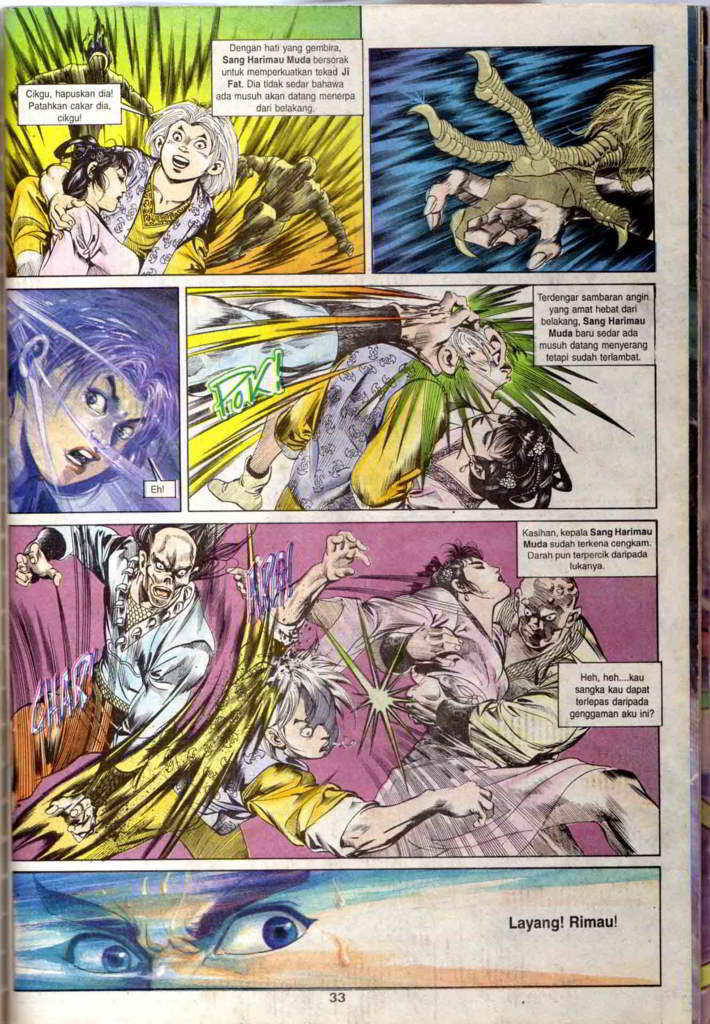 Cikgu, hapuskan dia!
Patahkan cakar dia,
cikgu!
Dengan hati yang gembira,
Sang Harimau Muda bersorak
untuk memperkuatkan tekad Ji
Fat. Dia tidak sedar bahawa
ada musuh akan datang menerpa
dari belakang.
Eh!
POK!
Terdengar sambaran angin
yang amat hebat dari
belakang, Sang Harimau
Muda baru sedar ada
musuh datang menyerang
tetapi sudah terlambat.
Kasihan, kepala Sang Harimau
Muda sudah terkena cengkam.
Darah pun terpercik daripada
lukanya.
Heh, heh....kau
sangka kau dapat
terlepas daripada
genggaman aku ini?
Layang! Rimau!
33